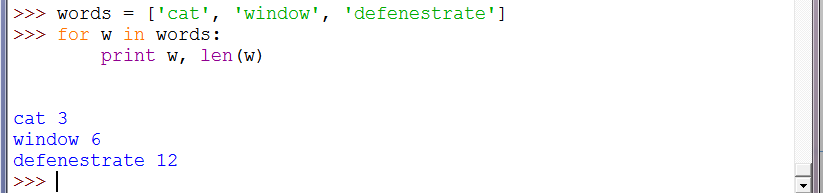 >>> words = ['cat', 'window', 'defenestrate']
>>> for w in words:
        print w, len(w)
cat 3
window 6
defenestrate 12
>>>